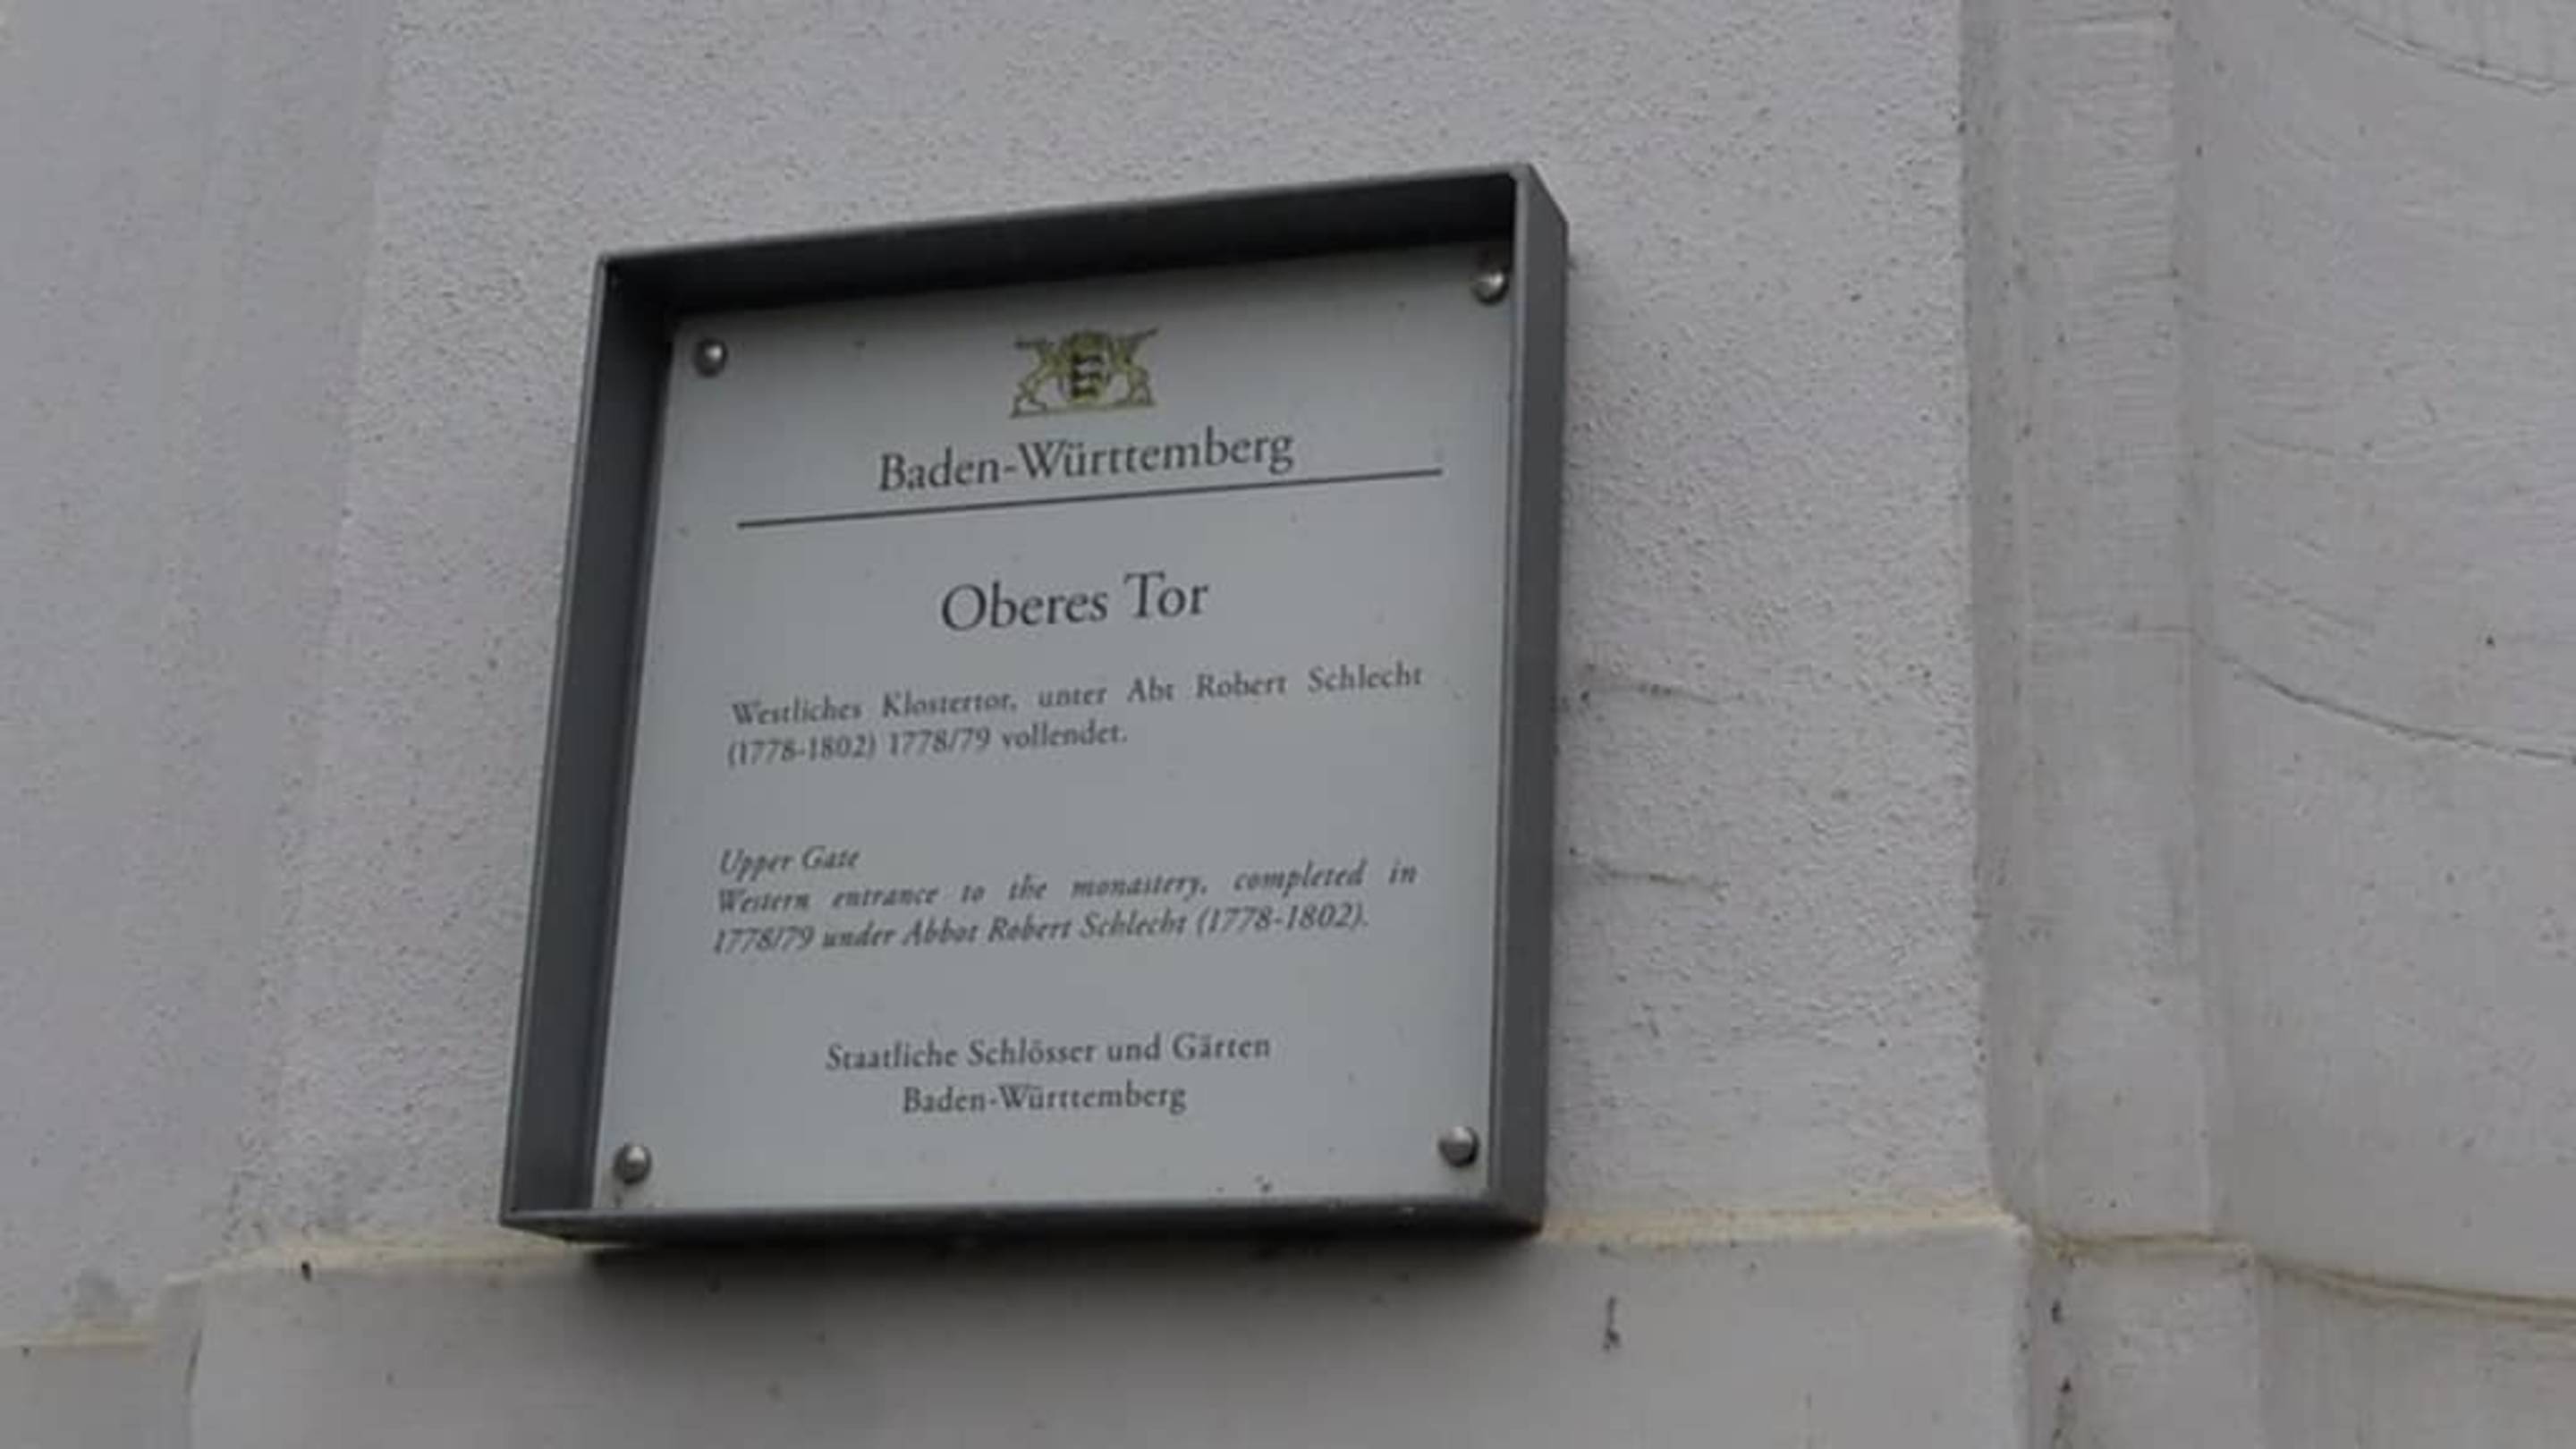 Baden-Württemberg
Oberes Tor
Westliches Klostertor, unter Abt Robert Schlecht
(1778-1802) 1778/79 vollendet.
Upper Gate
Western entrance to the monastery, completed in
1778/79 under Abbot Robert Schlecht (1778-1802).
Staatliche Schlösser und Gärten
Baden-Württemberg